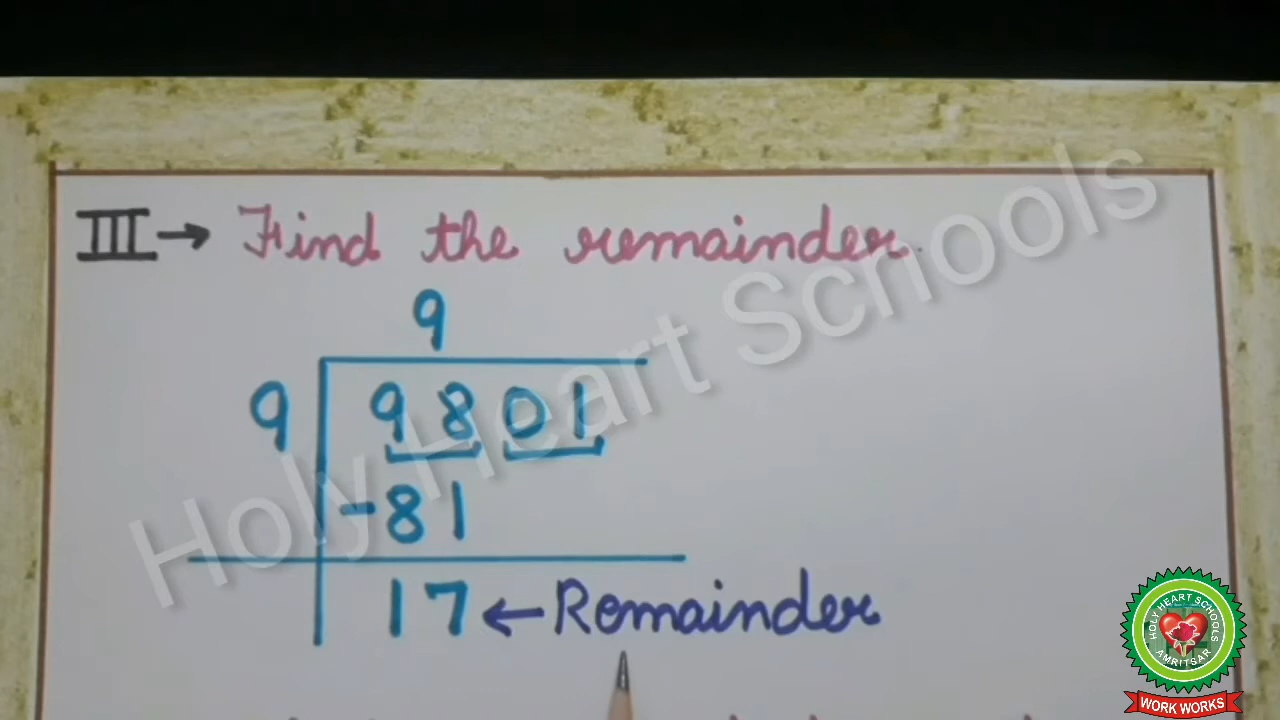 III→ Find the remainder.
9
9 9801
-81
17 ← Remainder
Holy Heart Schools
HOLY HEART SCHOOLS
AMRITSAR
WORK WORKS